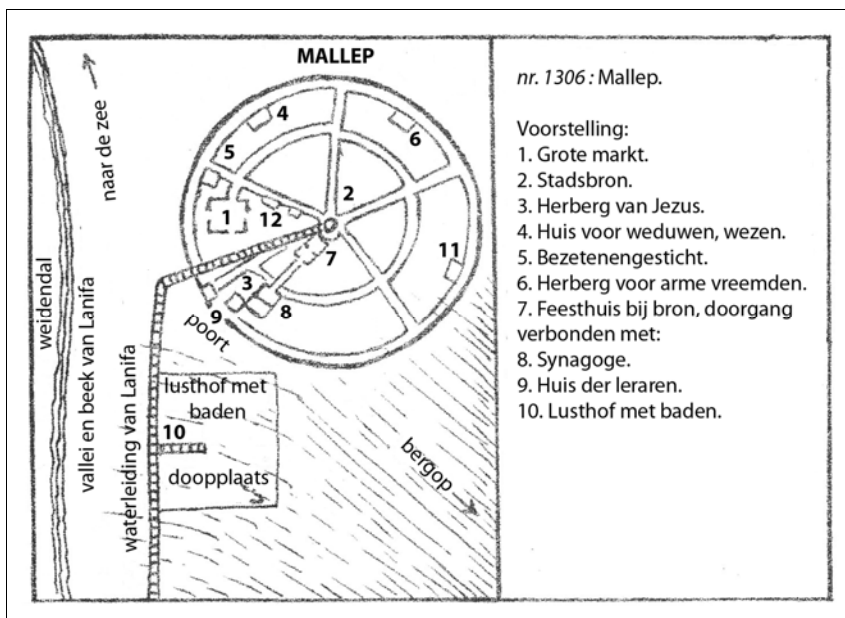 MALLEP
naar de zee
4
6
5
2
1
12
11
3
7
9
8
poort
weidendal
vallei en beek van Lanifa
waterleiding van Lanifa
lusthof met
baden
10
doopplaats
bergop
nr. 1306 : Mallep.
Voorstelling:
1. Grote markt.
2. Stadsbron.
3. Herberg van Jezus.
4. Huis voor weduwen, wezen.
5. Bezetenengesticht.
6. Herberg voor arme vreemden.
7. Feesthuis bij bron, doorgang
verbonden met:
8. Synagoge.
9. Huis der leraren.
10. Lusthof met baden.